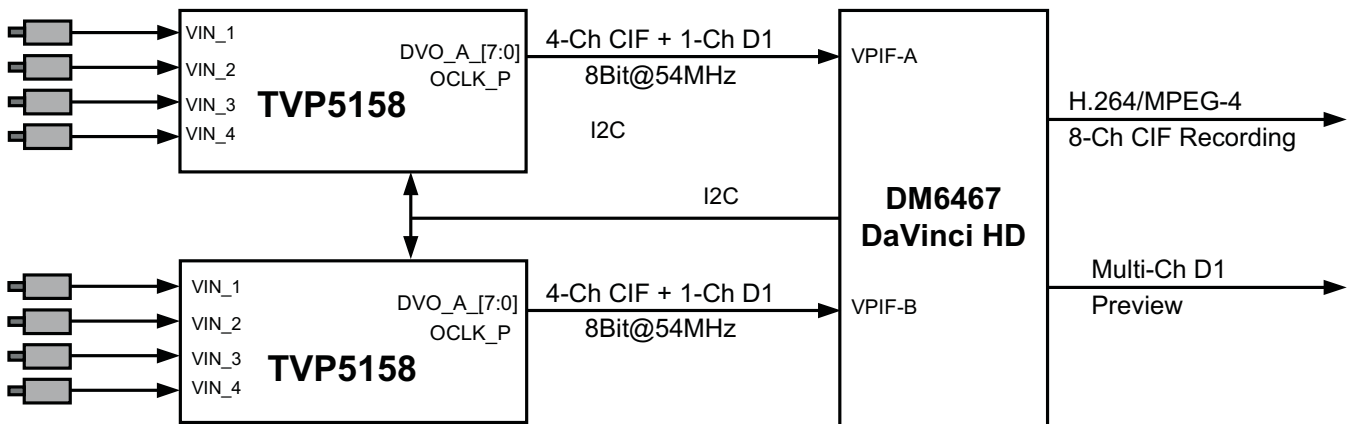 VIN_1
VIN_2
VIN_3
VIN_4
TVP5158
DVO_A_[7:0]
OCLK_P
4-Ch CIF + 1-Ch D1
8Bit@54MHz
I2C
VPIF-A
I2C
DM6467
DaVinci HD
H.264/MPEG-4
8-Ch CIF Recording
Multi-Ch D1
Preview
VIN_1
VIN_2
VIN_3
VIN_4
TVP5158
DVO_A_[7:0]
OCLK_P
4-Ch CIF + 1-Ch D1
8Bit@54MHz
VPIF-B